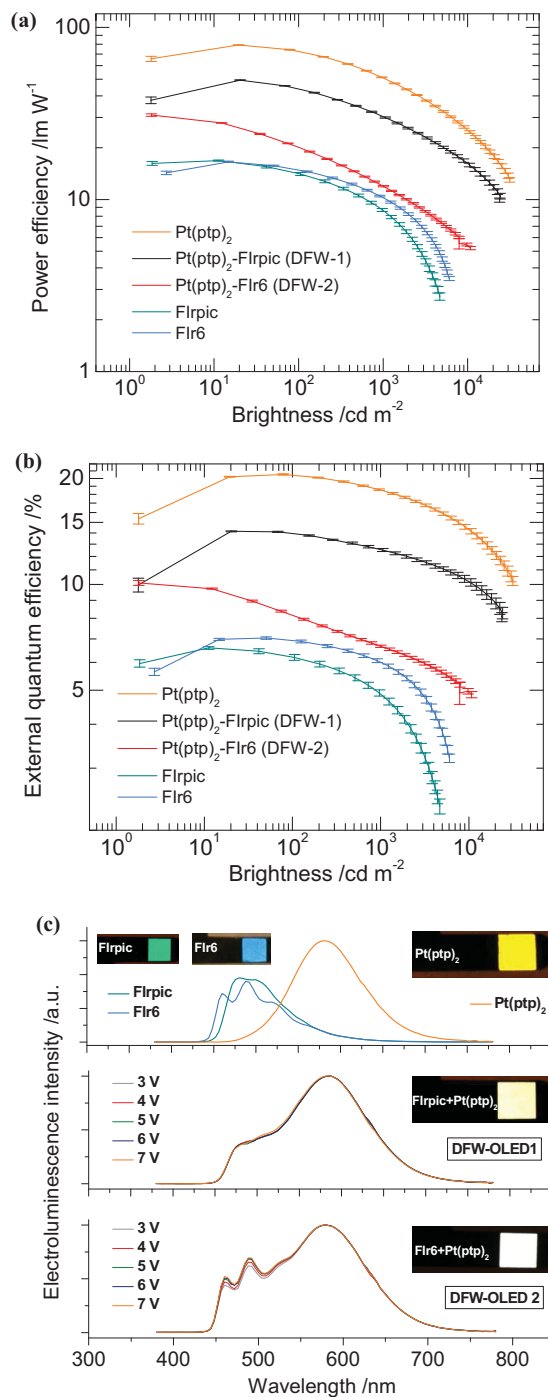 (a)
100
10
1
Power efficiency /lm W⁻¹
Pt(ptp)₂
Pt(ptp)₂-FIrpic (DFW-1)
Pt(ptp)₂-FIr6 (DFW-2)
FIrpic
FIr6
10⁰ 10¹ 10² 10³ 10⁴
Brightness /cd m⁻²
(b)
20
15
10
5
External quantum efficiency /%
Pt(ptp)₂
Pt(ptp)₂-FIrpic (DFW-1)
Pt(ptp)₂-FIr6 (DFW-2)
FIrpic
FIr6
10⁰ 10¹ 10² 10³ 10⁴
Brightness /cd m⁻²
(c)
Electroluminescence intensity /a.u.
FIrpic
FIr6
Pt(ptp)₂
FIrpic
FIr6
Pt(ptp)₂
3 V
4 V
5 V
6 V
7 V
FIrpic+Pt(ptp)₂
DFW-OLED1
3 V
4 V
5 V
6 V
7 V
FIr6+Pt(ptp)₂
DFW-OLED 2
300 400 500 600 700 800
Wavelength /nm